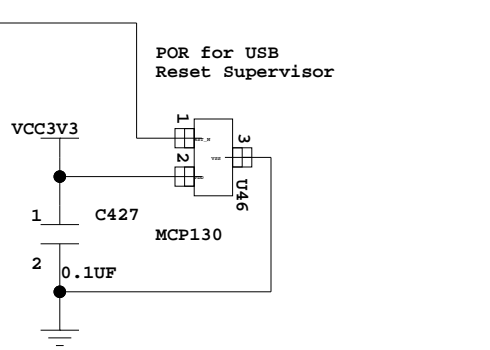 POR for USB
Reset Supervisor
1
VCC3V3
3
2
U46
1
C427
MCP130
2
0.1UF